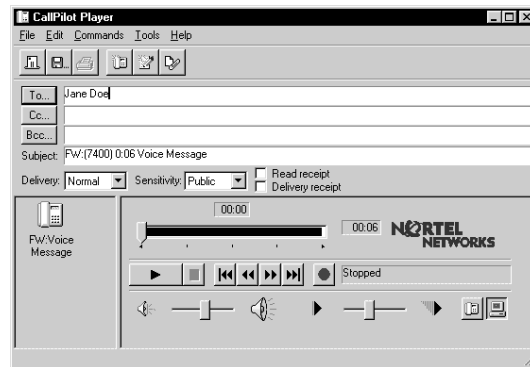 CallPilot Player
File Edit Commands Tools Help
To... Jane Doe
Cc...
Bcc...
Subject: FW:(7400) 0:06 Voice Message
Delivery: Normal Sensitivity: Public Read receipt
Delivery receipt
00:00
00:06
NORTEL
NETWORKS
FW:Voice
Message
Stopped